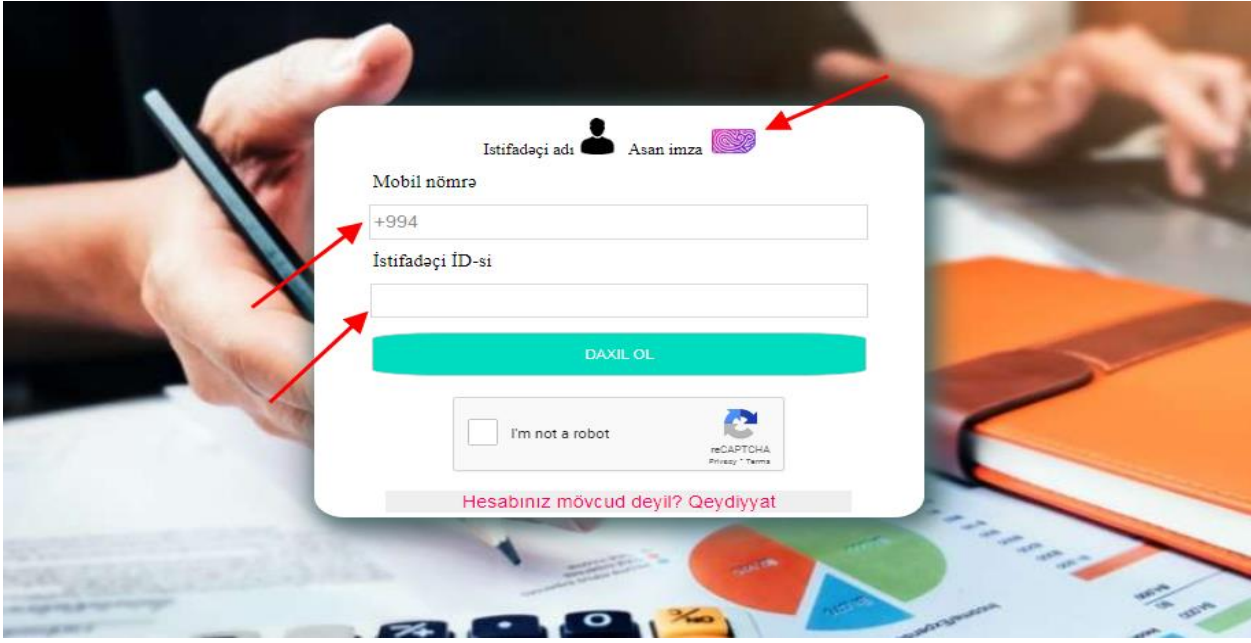 Istifadəçi adı Asan imza
Mobil nömrə
+994
İstifadəçi İD-si
DAXIL OL
I'm not a robot
reCAPTCHA
Privacy - Terms
Hesabınız mövcud deyil? Qeydiyyat